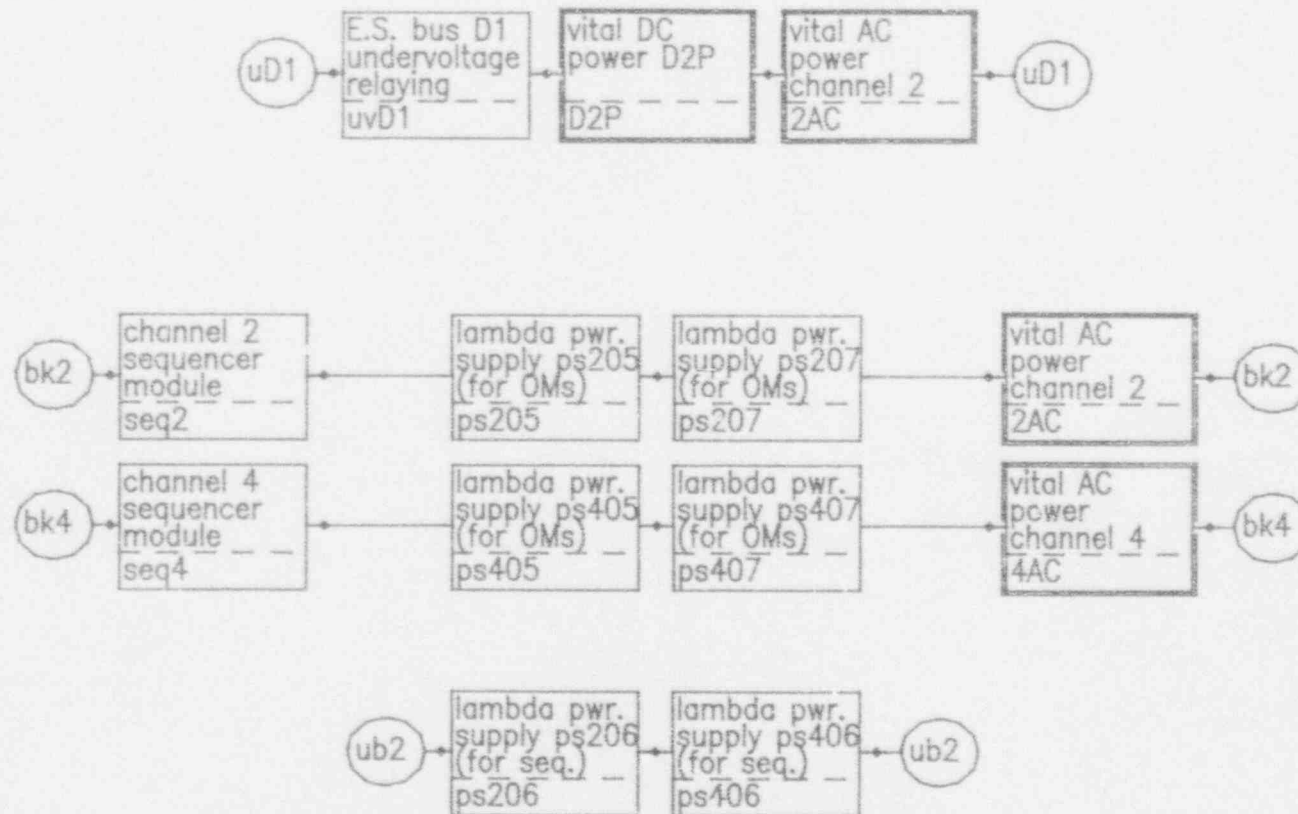 uD1
E.S. bus D1
undervoltage
relaying
uvD1
vital DC
power D2P
D2P
vital AC
power
channel 2
2AC
uD1
bk2
channel 2
sequencer
module
seq2
lambda pwr.
supply ps205
(for OMs)
ps205
lambda pwr.
supply ps207
(for OMs)
ps207
vital AC
power
channel 2
2AC
bk2
bk4
channel 4
sequencer
module
seq4
lambda pwr.
supply ps405
(for OMs)
ps405
lambda pwr.
supply ps407
(for OMs)
ps407
vital AC
power
channel 4
4AC
bk4
ub2
lambda pwr.
supply ps206
(for seq.)
ps206
lambda pwr.
supply ps406
(for seq.)
ps406
ub2